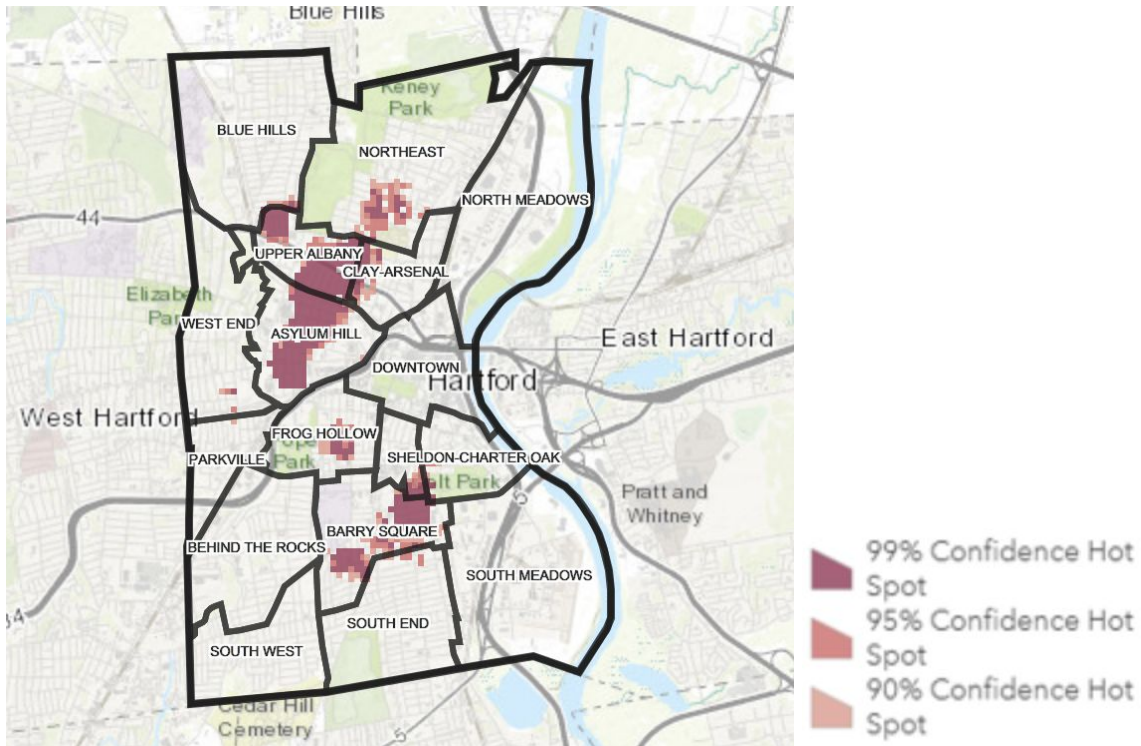 Blue Hills
Keney
Park
BLUE HILLS
NORTHEAST
44
NORTH MEADOWS
UPPER ALBANY
CLAY-ARSENAL
Elizabeth
WEST END
ASYLUM HILL
East Hartford
DOWNTOWN
Hartford
West Hartford
FROG HOLLOW
Park
PARKVILLE
SHELDON-CHARTER OAK
lt Park
5
Pratt and
Whitney
BARRY SQUARE
BEHIND THE ROCKS
SOUTH MEADOWS
SOUTH END
SOUTH WEST
Cedar Hill
Cemetery
5
99% Confidence Hot
Spot
95% Confidence Hot
Spot
90% Confidence Hot
Spot